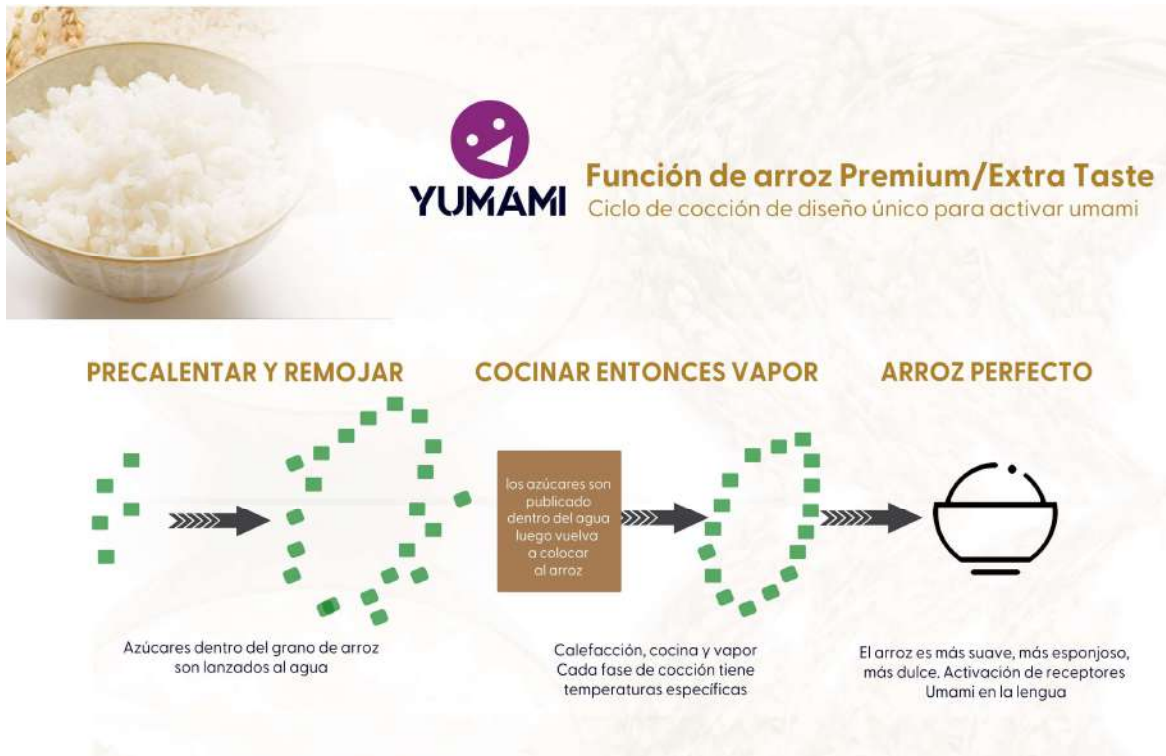 YUMAMI
Función de arroz Premium/Extra Taste
Ciclo de cocción de diseño único para activar umami
PRECALENTAR Y REMOJAR
COCINAR ENTONCES VAPOR
ARROZ PERFECTO
los azúcares son
publicado
dentro del agua
luego vuelva
a colocar
al arroz
Azúcares dentro del grano de arroz
son lanzados al agua
Calefacción, cocina y vapor
Cada fase de cocción tiene
temperaturas específicas
El arroz es más suave, más esponjoso,
más dulce. Activación de receptores
Umami en la lengua